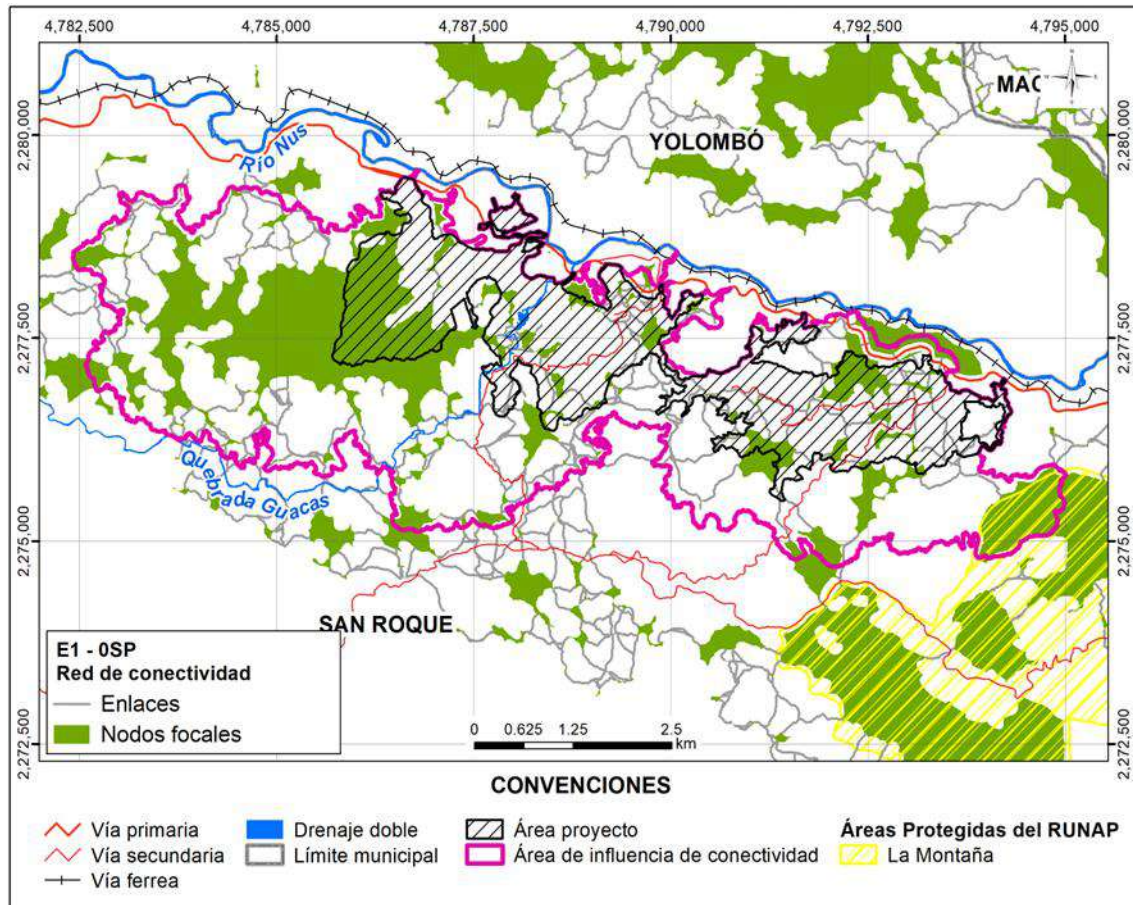 4,782,500 4,785,000 4,787,500 4,790,000 4,792,500 4,795,000
MAC
2,280,000 2,280,000
YOLOMBÓ
Río Nus
2,277,500 2,277,500
Quebrada Guacas
2,275,000 2,275,000
SAN ROQUE
E1 - 0SP
Red de conectividad
Enlaces
Nodos focales
0 0.625 1.25 2.5
km
2,272,500 2,272,500
CONVENCIONES
Vía primaria
Vía secundaria
Vía ferrea
Drenaje doble
Límite municipal
Área proyecto
Área de influencia de conectividad
Áreas Protegidas del RUNAP
La Montaña